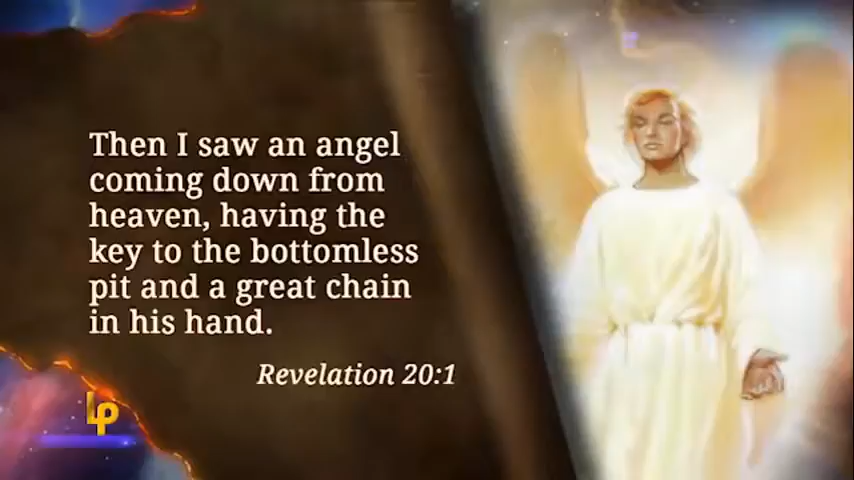 Then I saw an angel
coming down from
heaven, having the
key to the bottomless
pit and a great chain
in his hand.
Revelation 20:1
LP